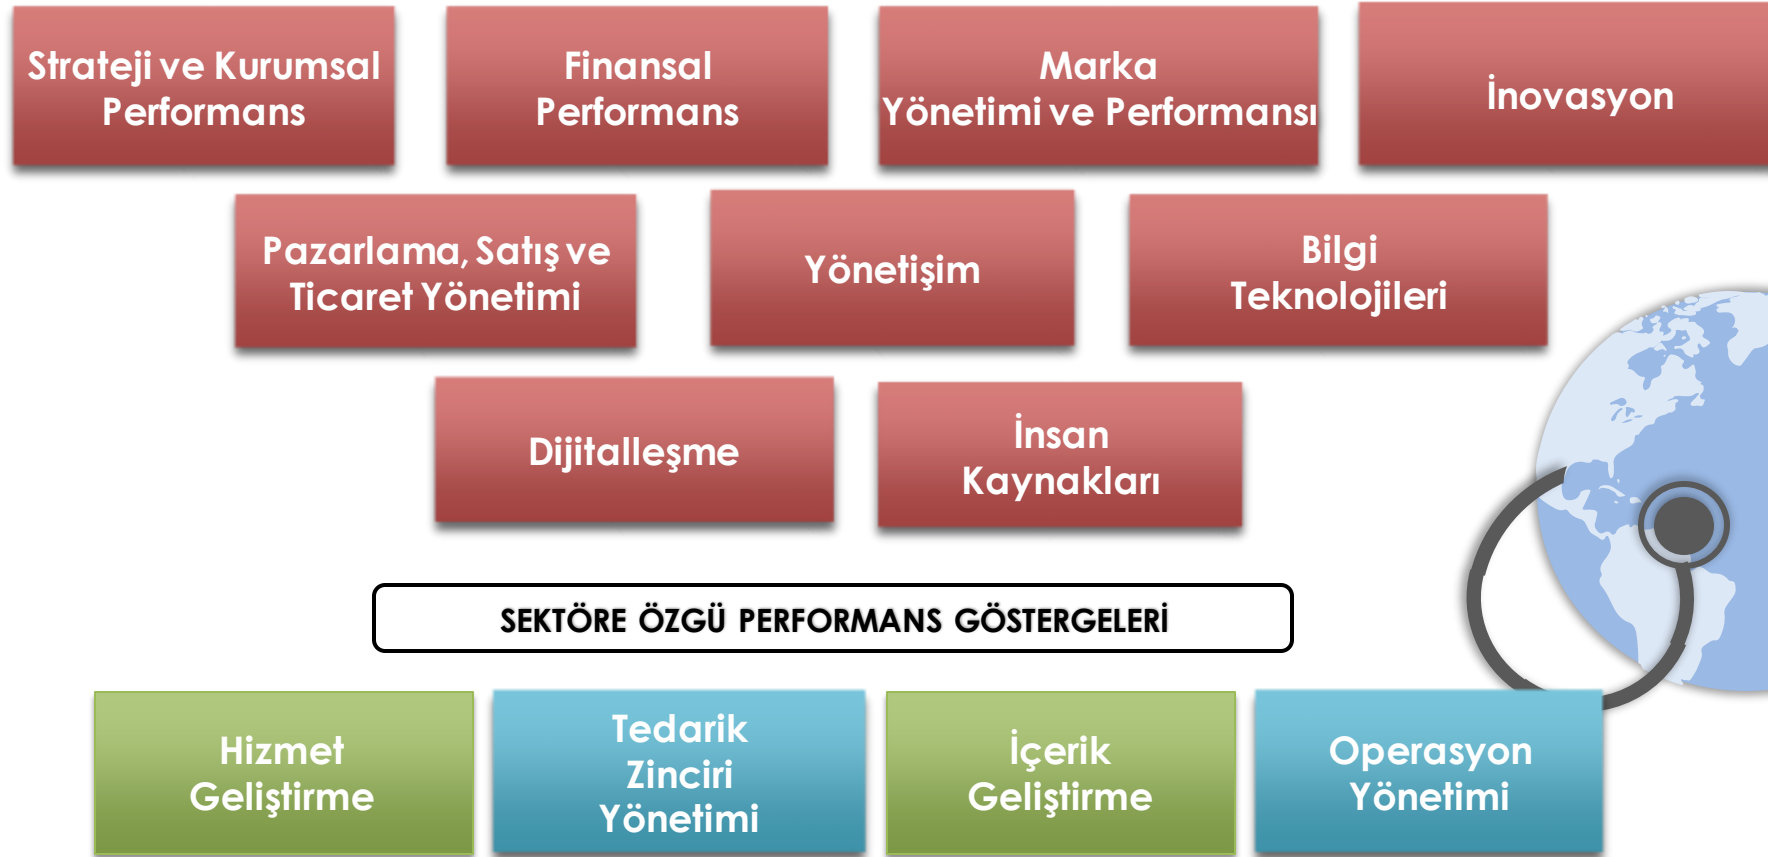 Strateji ve Kurumsal
Performans
Finansal
Performans
Marka
Yönetimi ve Performansı
İnovasyon
Pazarlama, Satış ve
Ticaret Yönetimi
Yönetişim
Bilgi
Teknolojileri
Dijitalleşme
İnsan
Kaynakları
SEKTÖRE ÖZGÜ PERFORMANS GÖSTERGELERİ
Hizmet
Geliştirme
Tedarik
Zinciri
Yönetimi
İçerik
Geliştirme
Operasyon
Yönetimi